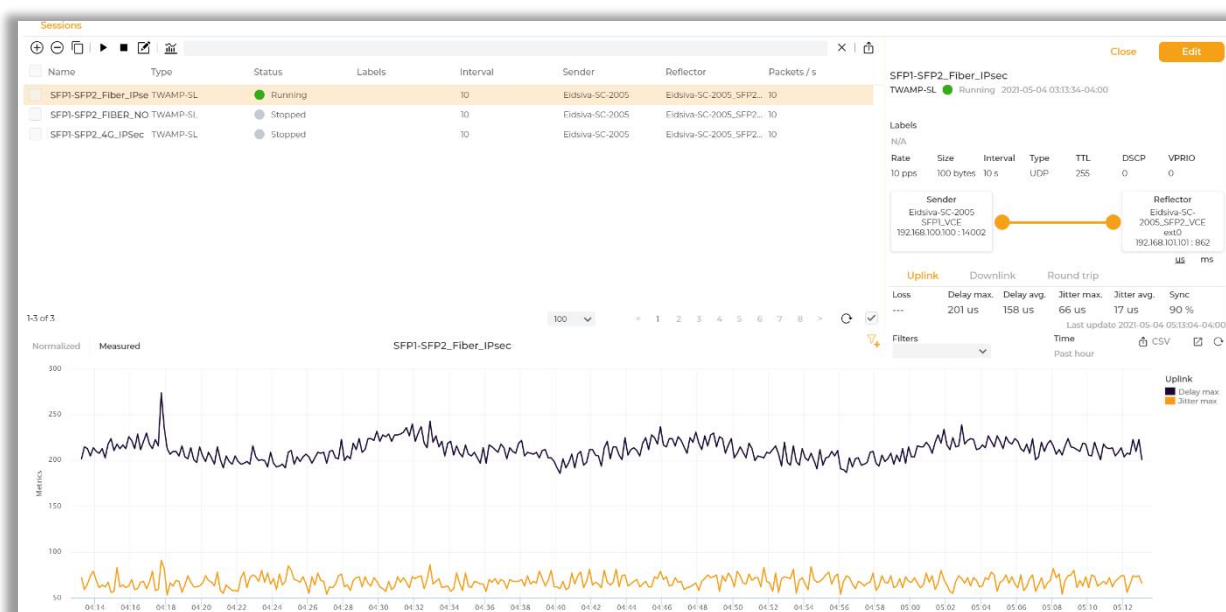 Sessions
Name Type Status Labels Interval Sender Reflector Packets / s
SFP1-SFP2_Fiber_IPse TWAMP-SL Running 10 Eidsiva-SC-2005 Eidsiva-SC-2005_SFP2... 10
SFP1-SFP2_FIBER_NO TWAMP-SL Stopped 10 Eidsiva-SC-2005 Eidsiva-SC-2005_SFP2... 10
SFP1-SFP2_4G_IPSec TWAMP-SL Stopped 10 Eidsiva-SC-2005 Eidsiva-SC-2005_SFP2... 10
1-3 of 3
100
< 1 2 3 4 5 6 7 8 >
Close Edit
SFP1-SFP2_Fiber_IPsec
TWAMP-SL Running 2021-05-04 03:13:34-04:00
Labels
N/A
Rate Size Interval Type TTL DSCP VPRIO
10 pps 100 bytes 10 s UDP 255 0 0
Sender
Eidsiva-SC-2005
SFP1_VCE
192.168.100.100 : 14002
Reflector
Eidsiva-SC-
2005_SFP2_VCE
ext0
192.168.101.101 : 862
us ms
Uplink Downlink Round trip
Loss Delay max. Delay avg. Jitter max. Jitter avg. Sync
--- 201 us 158 us 66 us 17 us 90 %
Last update 2021-05-04 05:13:04-04:00
Filters Time CSV
Past hour
Normalized Measured SFP1-SFP2_Fiber_IPsec
Uplink
Delay max
Jitter max
Metrics
300
250
200
150
100
50
04:14 04:16 04:18 04:20 04:22 04:24 04:26 04:28 04:30 04:32 04:34 04:36 04:38 04:40 04:42 04:44 04:46 04:48 04:50 04:52 04:54 04:56 04:58 05:00 05:02 05:04 05:06 05:08 05:10 05:12